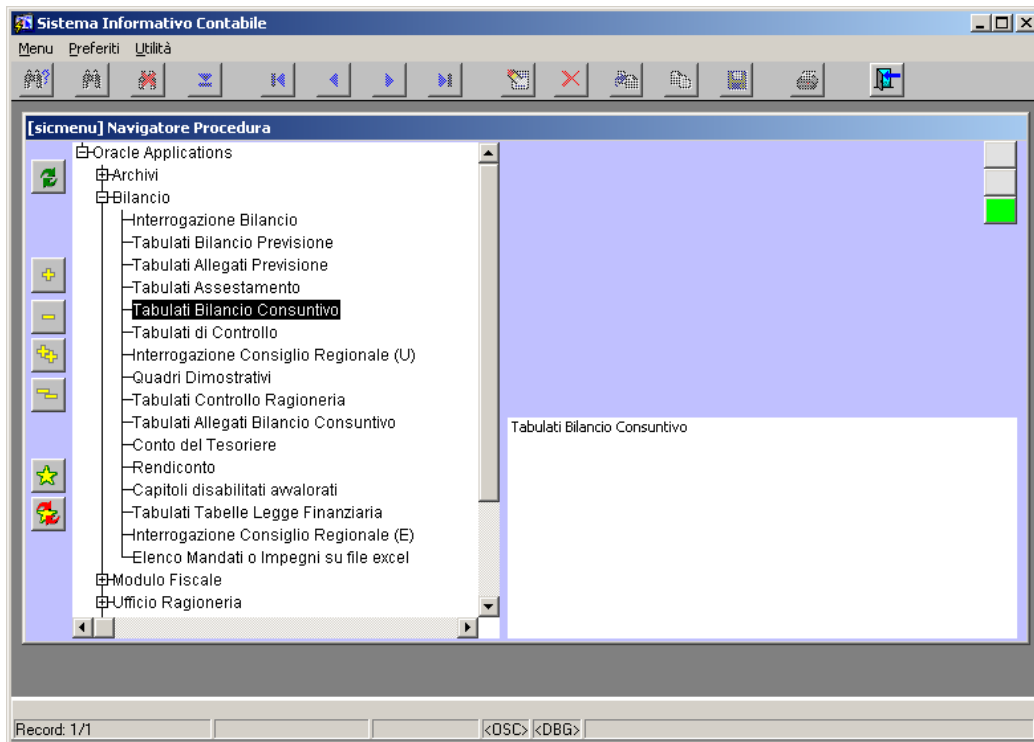 Sistema Informativo Contabile
Menu Preferiti Utilità
[sicmenu] Navigatore Procedura
Oracle Applications
Archivi
Bilancio
Interrogazione Bilancio
Tabulati Bilancio Previsione
Tabulati Allegati Previsione
Tabulati Assestamento
Tabulati Bilancio Consuntivo
Tabulati di Controllo
Interrogazione Consiglio Regionale (U)
Quadri Dimostrativi
Tabulati Controllo Ragioneria
Tabulati Allegati Bilancio Consuntivo
Conto del Tesoriere
Rendiconto
Capitoli disabilitati avvalorati
Tabulati Tabelle Legge Finanziaria
Interrogazione Consiglio Regionale (E)
Elenco Mandati o Impegni su file excel
Modulo Fiscale
Ufficio Ragioneria
Tabulati Bilancio Consuntivo
Record: 1/1 <OSC> <DBG>